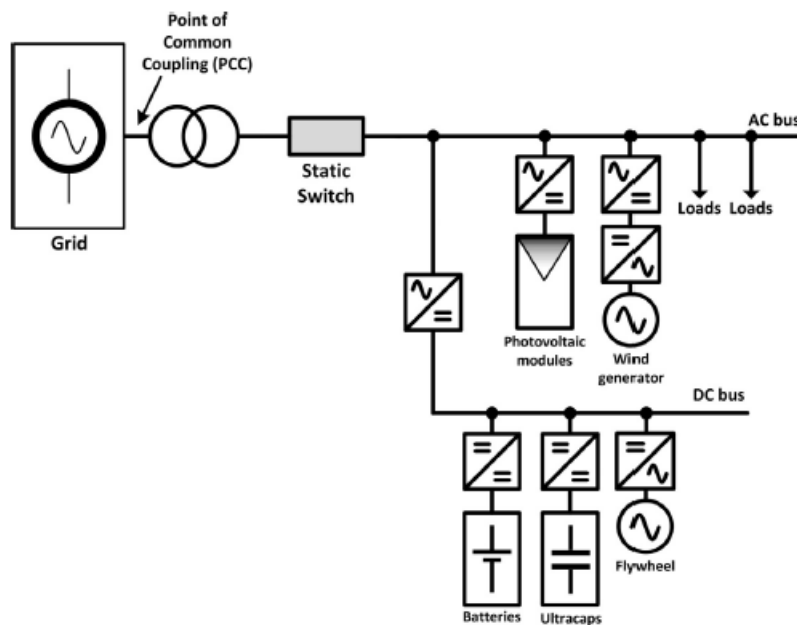 Point of
Common
Coupling (PCC)
AC bus
Static
Switch
Loads Loads
Grid
Photovoltaic
modules
Wind
generator
DC bus
Flywheel
Batteries Ultracaps